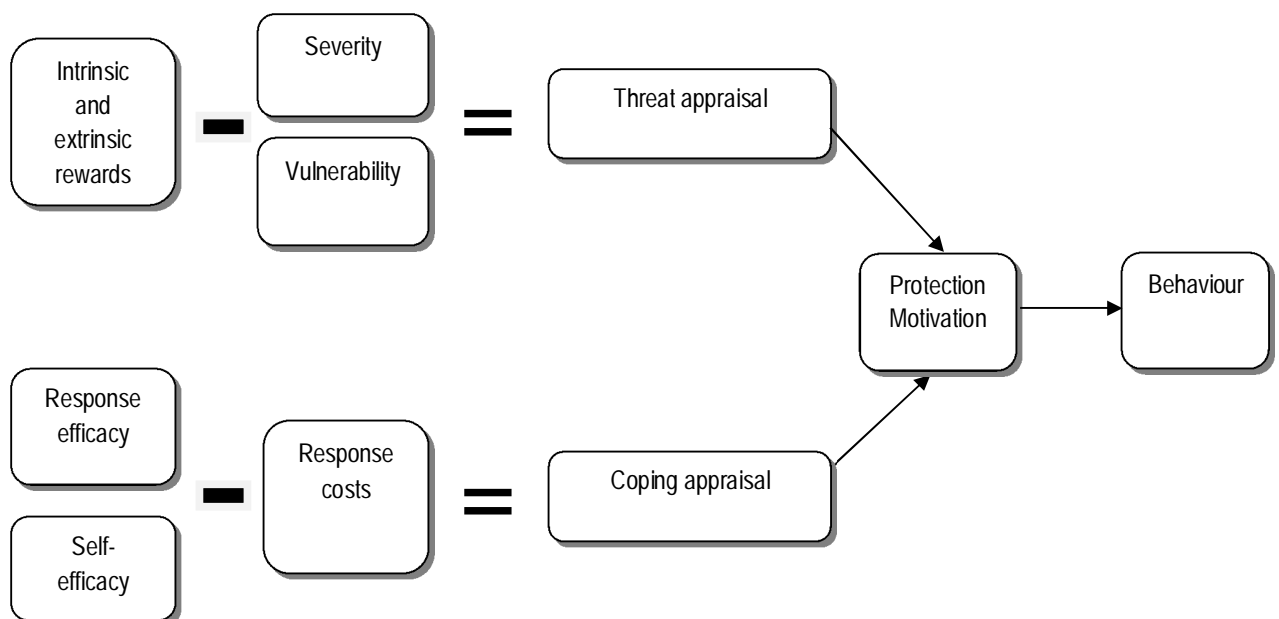 Intrinsic
and
extrinsic
rewards
Severity
Vulnerability
Threat appraisal
Protection
Motivation
Behaviour
Response
efficacy
Self-
efficacy
Response
costs
Coping appraisal